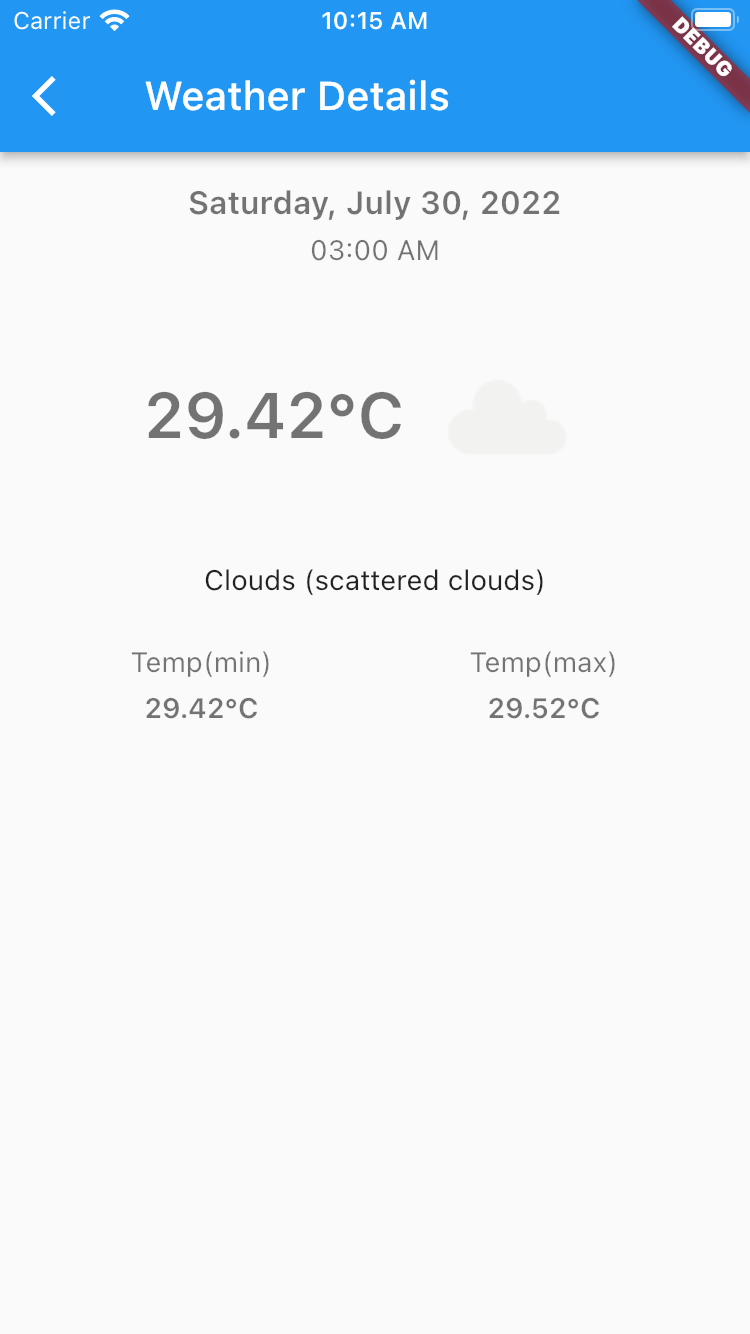 Carrier 10:15 AM
DEBUG
Weather Details
Saturday, July 30, 2022
03:00 AM
29.42°C
Clouds (scattered clouds)
Temp(min) Temp(max)
29.42°C 29.52°C